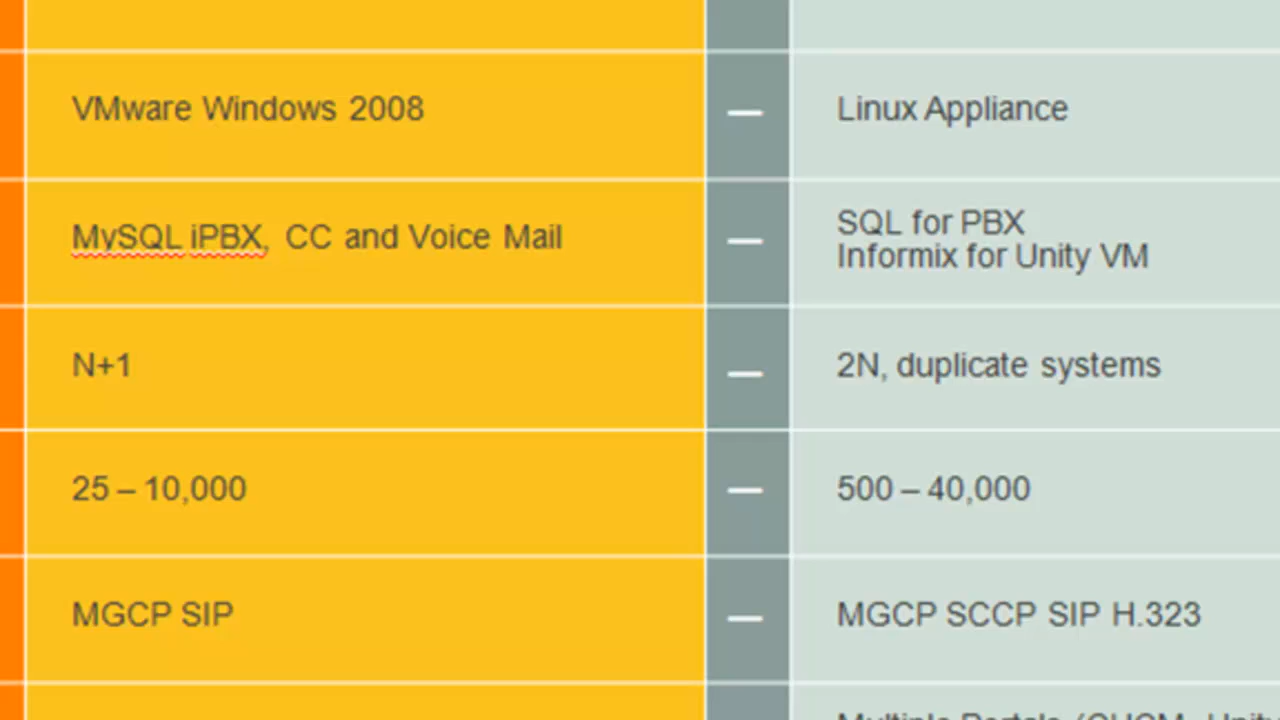 VMware Windows 2008
—
Linux Appliance
MySQL iPBX, CC and Voice Mail
—
SQL for PBX
Informix for Unity VM
N+1
—
2N, duplicate systems
25 – 10,000
—
500 – 40,000
MGCP SIP
—
MGCP SCCP SIP H.323